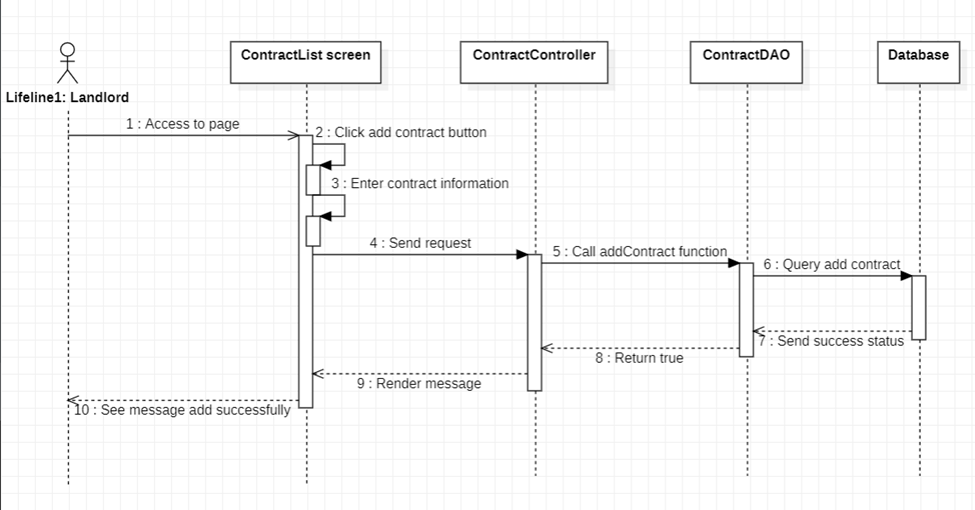 Lifeline1: Landlord
ContractList screen
ContractController
ContractDAO
Database
1 : Access to page
2 : Click add contract button
3 : Enter contract information
4 : Send request
5 : Call addContract function
6 : Query add contract
7 : Send success status
8 : Return true
9 : Render message
10 : See message add successfully